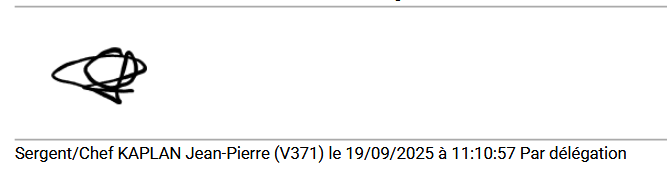 Sergent/Chef KAPLAN Jean-Pierre (V371) le 19/09/2025 à 11:10:57 Par délégation